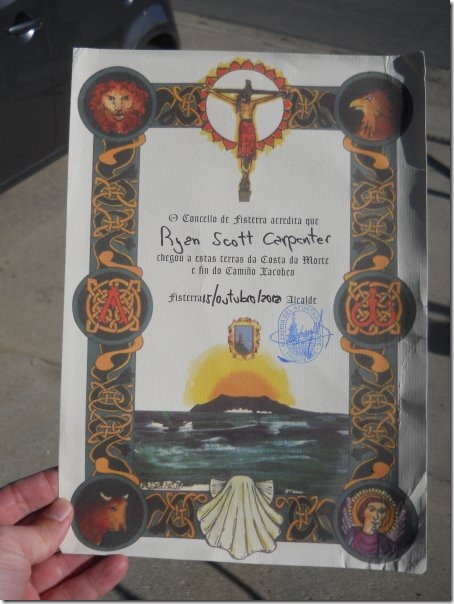 O Concello de Fisterra acredita que
Ryan Scott Carpenter
chegou a estas terras da Costa da Morte
e fin do Camiño Xacobeo
Fisterra 15/outubro/2012 Alcalde
A